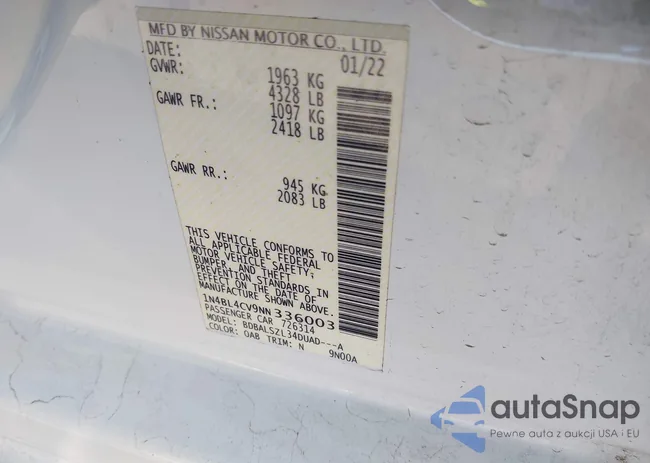 MFD BY NISSAN MOTOR CO., LTD.
DATE: 01/22
GVWR: 1963 KG
4328 LB
GAWR FR.: 1097 KG
2418 LB
GAWR RR.: 945 KG
2083 LB
THIS VEHICLE CONFORMS TO
ALL APPLICABLE FEDERAL
MOTOR VEHICLE SAFETY,
BUMPER, AND THEFT
PREVENTION STANDARDS IN
EFFECT ON THE DATE OF
MANUFACTURE SHOWN ABOVE.
1N4BL4CV9NN336003
PASSENGER CAR 726314
MODEL: BDBALSZL34DUAD---A
COLOR: OAB TRIM: N 9N00A
autaSnap
Pewne auta z aukcji USA i EU